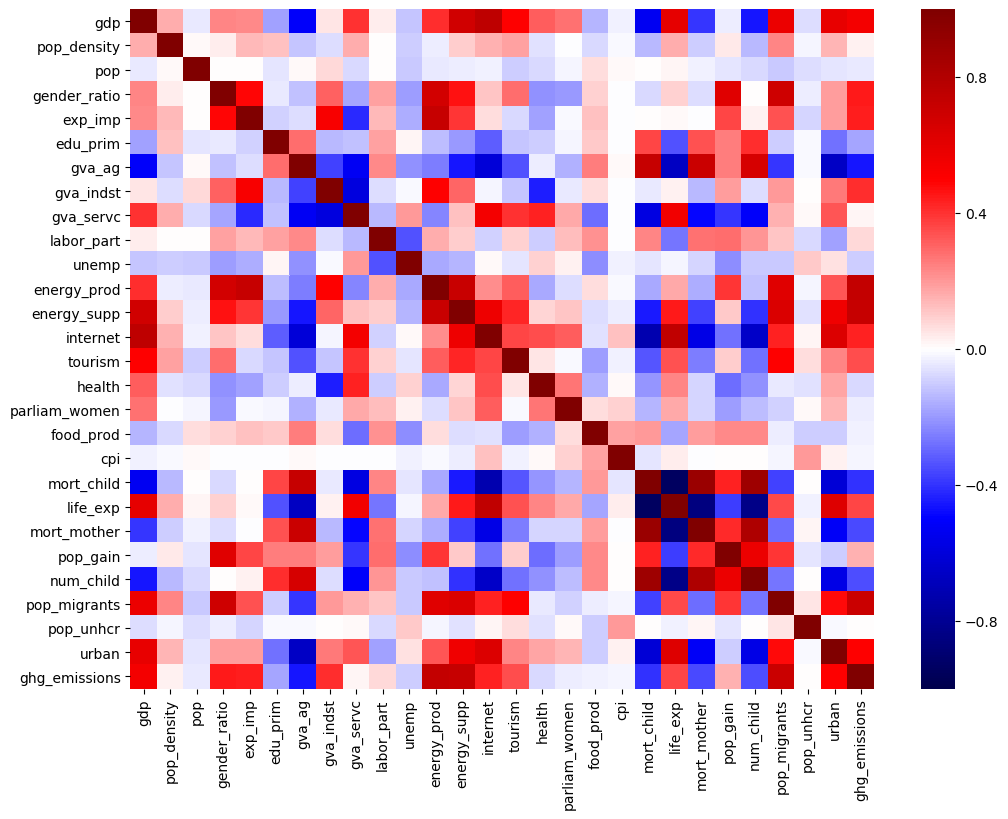 gdp
pop_density
pop
gender_ratio
exp_imp
edu_prim
gva_ag
gva_indst
gva_servc
labor_part
unemp
energy_prod
energy_supp
internet
tourism
health
parliam_women
food_prod
cpi
mort_child
life_exp
mort_mother
pop_gain
num_child
pop_migrants
pop_unhcr
urban
ghg_emissions
gdp
pop_density
pop
gender_ratio
exp_imp
edu_prim
gva_ag
gva_indst
gva_servc
labor_part
unemp
energy_prod
energy_supp
internet
tourism
health
parliam_women
food_prod
cpi
mort_child
life_exp
mort_mother
pop_gain
num_child
pop_migrants
pop_unhcr
urban
ghg_emissions
0.8
0.4
0.0
−0.4
−0.8